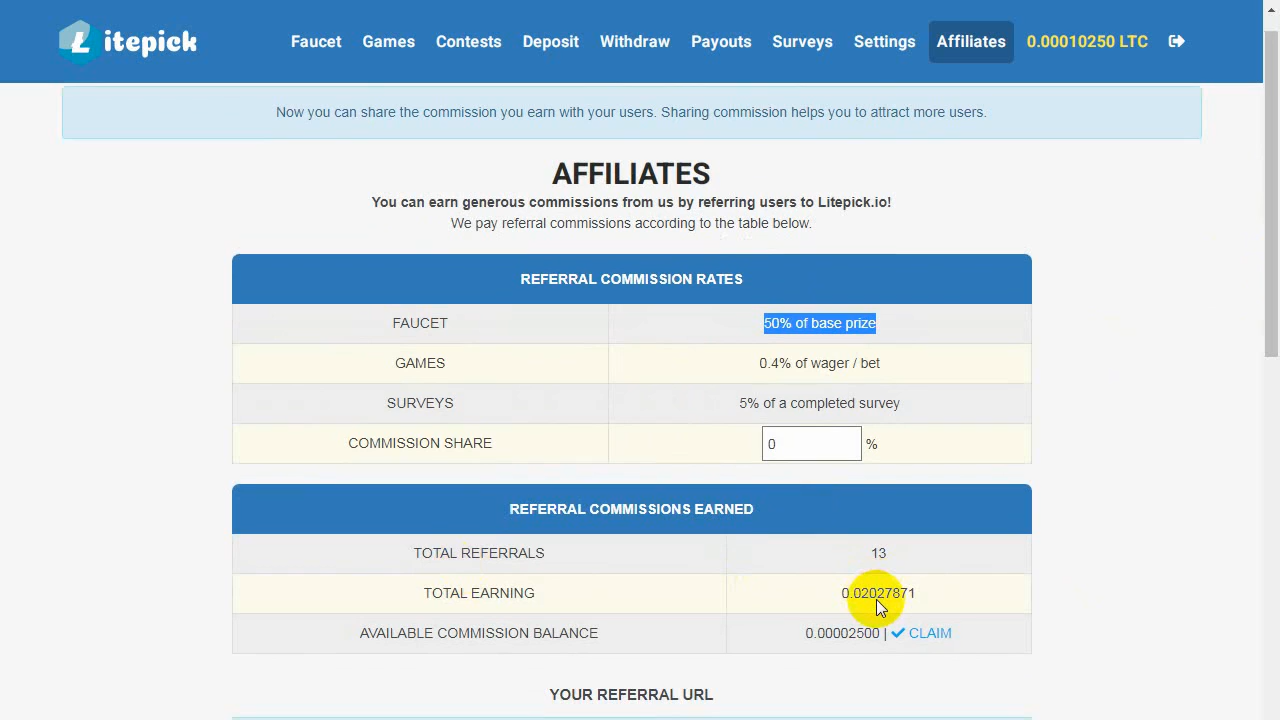 Litepick Faucet Games Contests Deposit Withdraw Payouts Surveys Settings Affiliates 0.00010250 LTC
Now you can share the commission you earn with your users. Sharing commission helps you to attract more users.
AFFILIATES
You can earn generous commissions from us by referring users to Litepick.io!
We pay referral commissions according to the table below.
REFERRAL COMMISSION RATES
FAUCET 50% of base prize
GAMES 0.4% of wager / bet
SURVEYS 5% of a completed survey
COMMISSION SHARE 0 %
REFERRAL COMMISSIONS EARNED
TOTAL REFERRALS 13
TOTAL EARNING 0.02027871
AVAILABLE COMMISSION BALANCE 0.00002500 | CLAIM
YOUR REFERRAL URL